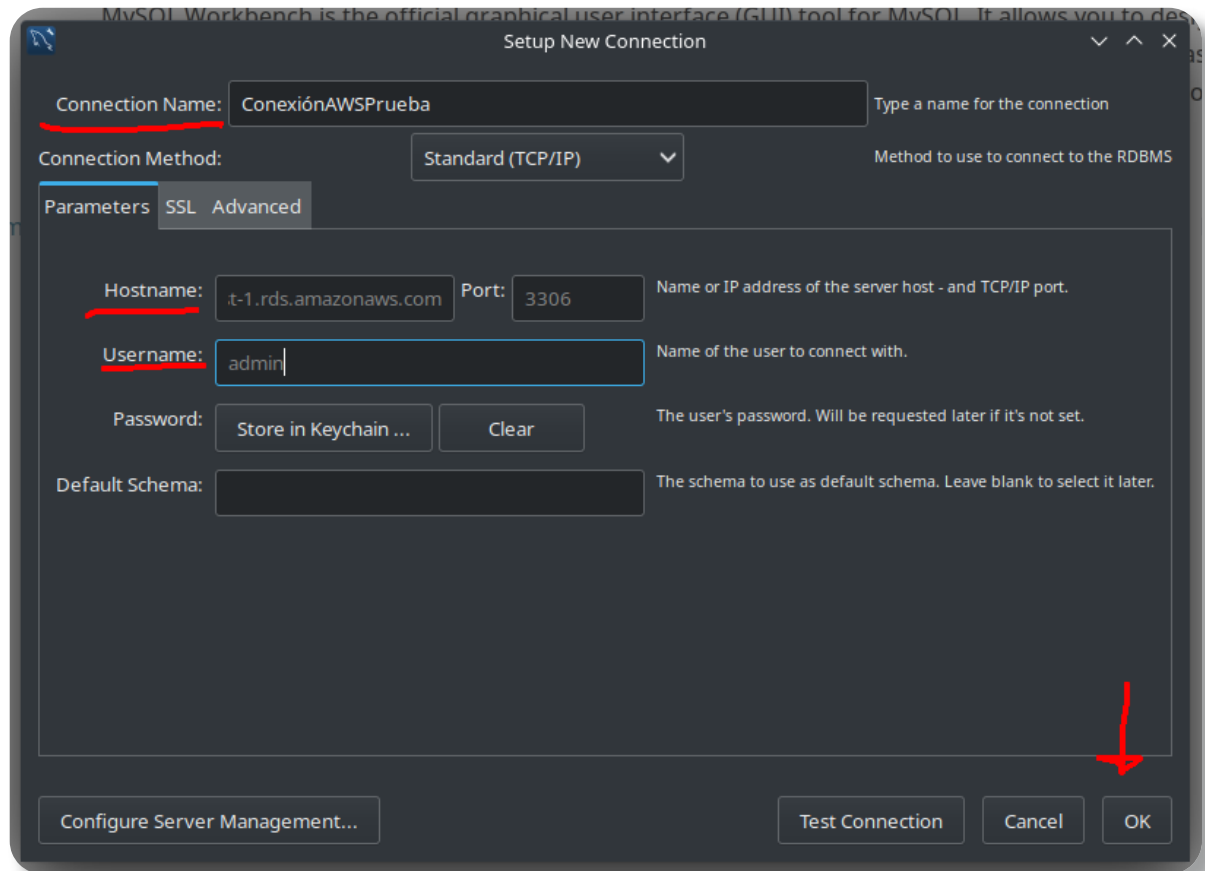 MySQL Workbench is the official graphical user interface (GUI) tool for MySQL. It allows you to
Setup New Connection
Connection Name: ConexiónAWSPrueba Type a name for the connection
Connection Method: Standard (TCP/IP) Method to use to connect to the RDBMS
Parameters SSL Advanced
Hostname: t-1.rds.amazonaws.com Port: 3306 Name or IP address of the server host - and TCP/IP port.
Username: admin Name of the user to connect with.
Password: Store in Keychain ... Clear The user's password. Will be requested later if it's not set.
Default Schema: The schema to use as default schema. Leave blank to select it later.
Configure Server Management... Test Connection Cancel OK